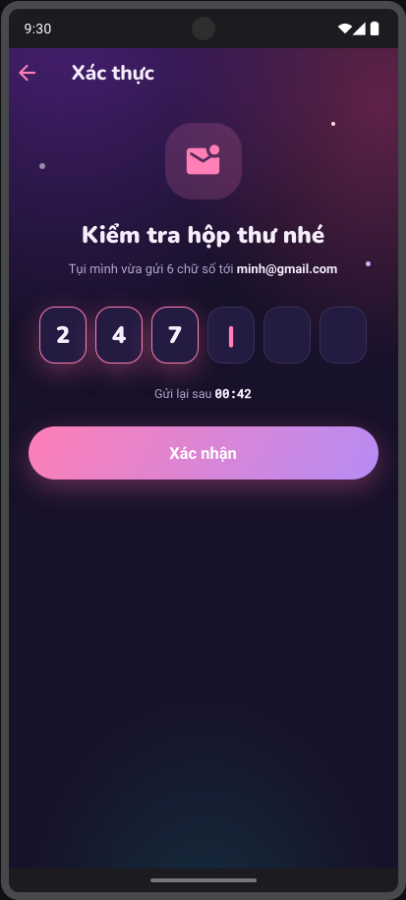 9:30
Xác thực
Kiểm tra hộp thư nhé
Tụi mình vừa gửi 6 chữ số tới minh@gmail.com
2 4 7
Gửi lại sau 00:42
Xác nhận